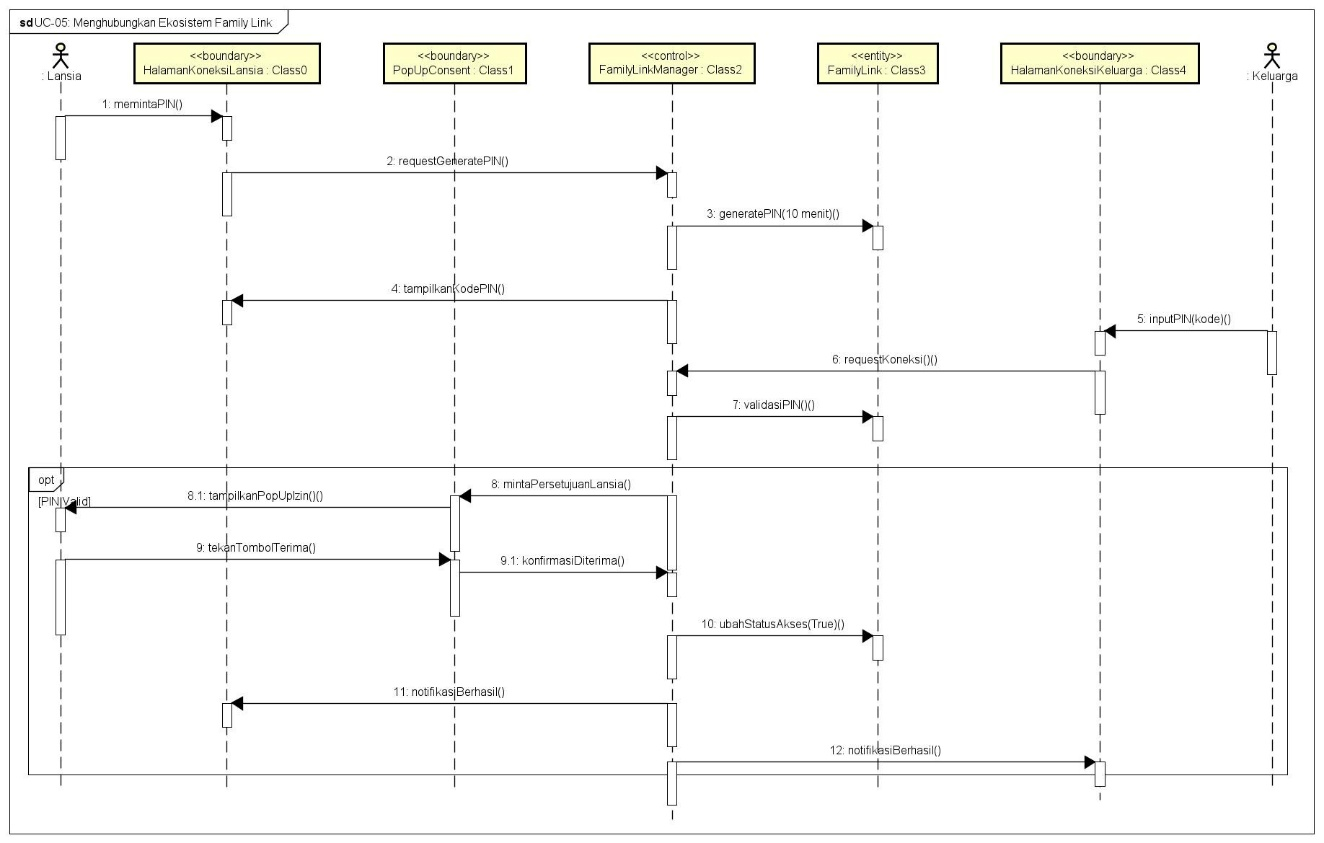 sd UC-05: Menghubungkan Ekosistem Family Link
: Lansia
<<boundary>>
HalamanKoneksiLansia : Class0
<<boundary>>
PopUpConsent : Class1
<<control>>
FamilyLinkManager : Class2
<<entity>>
FamilyLink : Class3
<<boundary>>
HalamanKoneksiKeluarga : Class4
: Keluarga
1: memintaPIN()
2: requestGeneratePIN()
3: generatePIN(10 menit)()
4: tampilkanKodePIN()
5: inputPIN(kode)()
6: requestKoneksi()()
7: validasiPIN()()
opt
[PIN Valid]
8: mintaPersetujuanLansia()
8.1: tampilkanPopUpIzin()()
9: tekanTombolTerima()
9.1: konfirmasiDiterima()
10: ubahStatusAkses(True)()
11: notifikasiBerhasil()
12: notifikasiBerhasil()